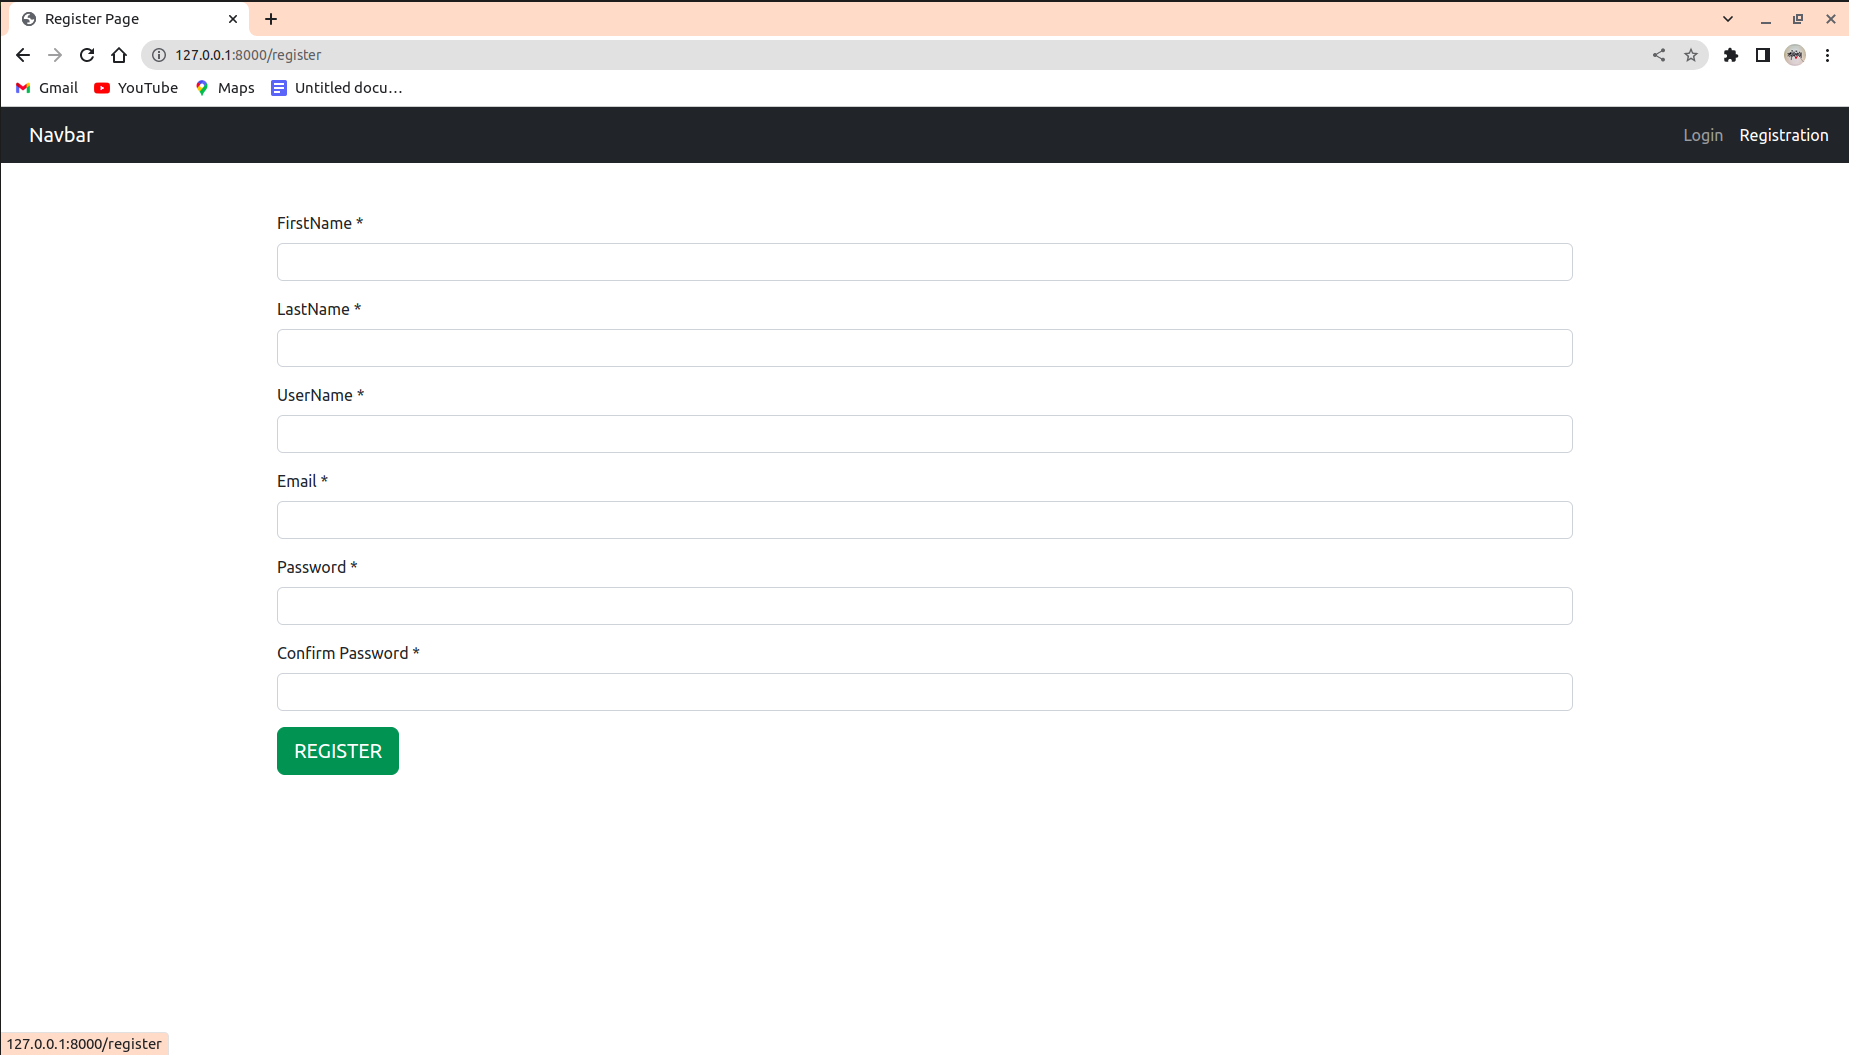 Register Page
127.0.0.1:8000/register
Gmail YouTube Maps Untitled docu...
Navbar Login Registration
FirstName *
LastName *
UserName *
Email *
Password *
Confirm Password *
REGISTER
127.0.0.1:8000/register